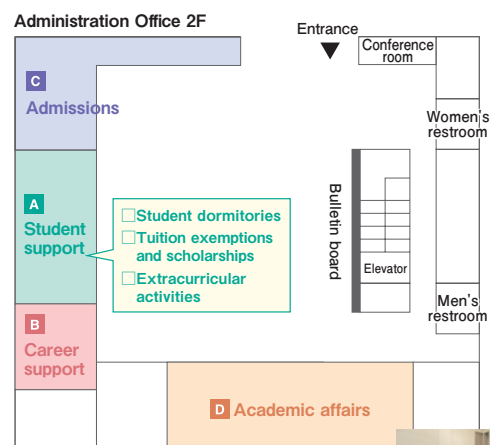 Administration Office 2F
Entrance
Conference
room
C
Admissions
Women's
restroom
A
Student
support
□Student dormitories
□Tuition exemptions
and scholarships
□Extracurricular
activities
Bulletin board
Elevator
Men's
restroom
B
Career
support
D Academic affairs